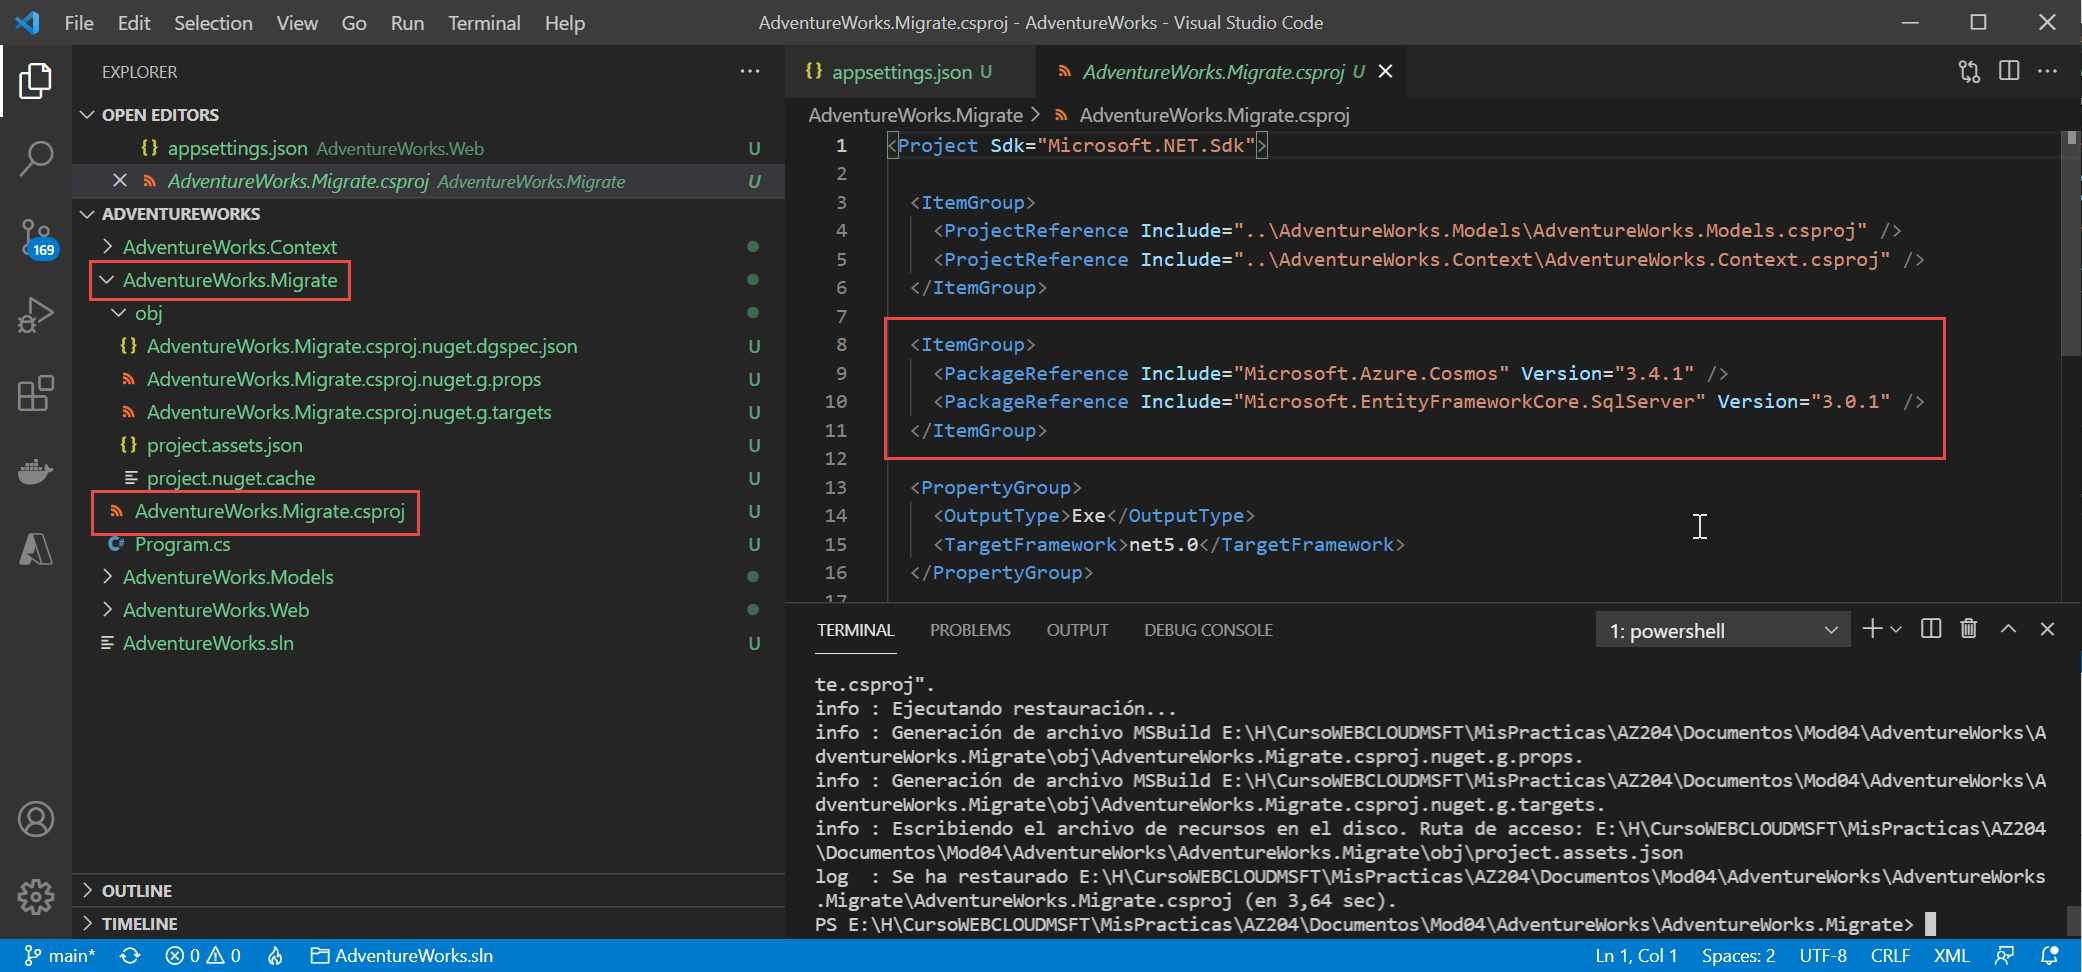 File Edit Selection View Go Run Terminal Help
AdventureWorks.Migrate.csproj - AdventureWorks - Visual Studio Code
EXPLORER
OPEN EDITORS
{} appsettings.json AdventureWorks.Web U
AdventureWorks.Migrate.csproj AdventureWorks.Migrate U
ADVENTUREWORKS
AdventureWorks.Context
AdventureWorks.Migrate
obj
{} AdventureWorks.Migrate.csproj.nuget.dgspec.json U
AdventureWorks.Migrate.csproj.nuget.g.props U
AdventureWorks.Migrate.csproj.nuget.g.targets U
{} project.assets.json U
project.nuget.cache U
AdventureWorks.Migrate.csproj U
C# Program.cs U
AdventureWorks.Models
AdventureWorks.Web
AdventureWorks.sln U
OUTLINE
TIMELINE
169
{} appsettings.json U
AdventureWorks.Migrate.csproj U
AdventureWorks.Migrate > AdventureWorks.Migrate.csproj
1 <Project Sdk="Microsoft.NET.Sdk">
2
3 <ItemGroup>
4 <ProjectReference Include="..\AdventureWorks.Models\AdventureWorks.Models.csproj" />
5 <ProjectReference Include="..\AdventureWorks.Context\AdventureWorks.Context.csproj" />
6 </ItemGroup>
7
8 <ItemGroup>
9 <PackageReference Include="Microsoft.Azure.Cosmos" Version="3.4.1" />
10 <PackageReference Include="Microsoft.EntityFrameworkCore.SqlServer" Version="3.0.1" />
11 </ItemGroup>
12
13 <PropertyGroup>
14 <OutputType>Exe</OutputType>
15 <TargetFramework>net5.0</TargetFramework>
16 </PropertyGroup>
17
TERMINAL PROBLEMS OUTPUT DEBUG CONSOLE
1: powershell
te.csproj".
info : Ejecutando restauración...
info : Generación de archivo MSBuild E:\H\CursoWEBCLOUDMSFT\MisPracticas\AZ204\Documentos\Mod04\AdventureWorks\A
dventureWorks.Migrate\obj\AdventureWorks.Migrate.csproj.nuget.g.props.
info : Generación de archivo MSBuild E:\H\CursoWEBCLOUDMSFT\MisPracticas\AZ204\Documentos\Mod04\AdventureWorks\A
dventureWorks.Migrate\obj\AdventureWorks.Migrate.csproj.nuget.g.targets.
info : Escribiendo el archivo de recursos en el disco. Ruta de acceso: E:\H\CursoWEBCLOUDMSFT\MisPracticas\AZ204
\Documentos\Mod04\AdventureWorks\AdventureWorks.Migrate\obj\project.assets.json
log : Se ha restaurado E:\H\CursoWEBCLOUDMSFT\MisPracticas\AZ204\Documentos\Mod04\AdventureWorks\AdventureWorks
.Migrate\AdventureWorks.Migrate.csproj (en 3,64 sec).
PS E:\H\CursoWEBCLOUDMSFT\MisPracticas\AZ204\Documentos\Mod04\AdventureWorks\AdventureWorks.Migrate>
main* 0 0 AdventureWorks.sln
Ln 1, Col 1 Spaces: 2 UTF-8 CRLF XML